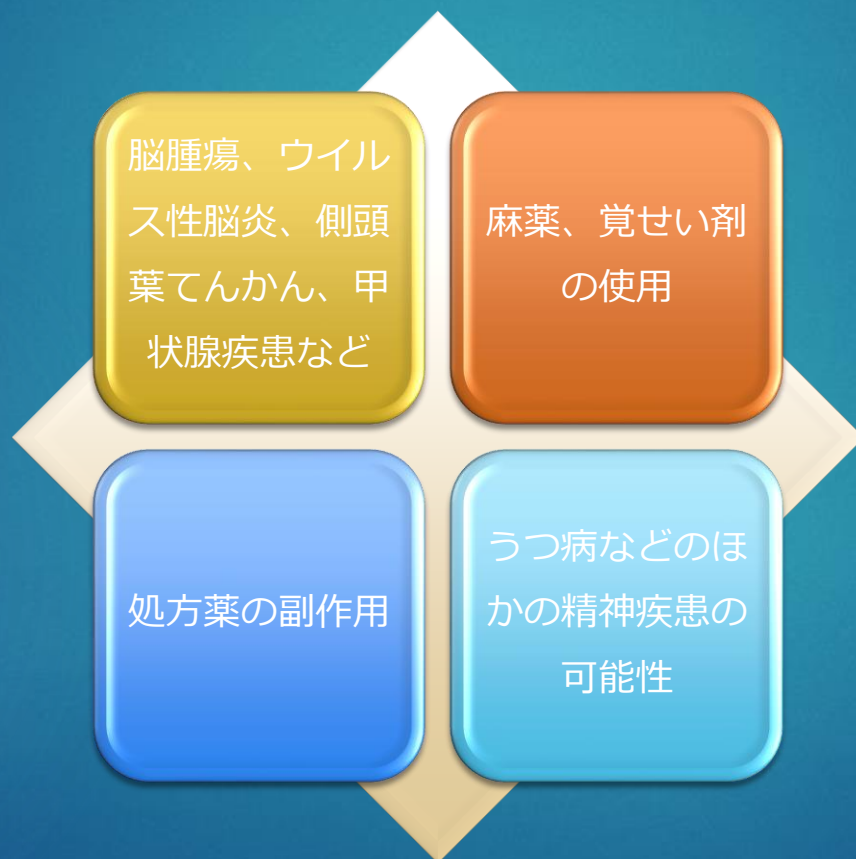 脳腫瘍、ウイル
ス性脳炎、側頭
葉てんかん、甲
状腺疾患など
麻薬、覚せい剤
の使用
処方薬の副作用
うつ病などのほ
かの精神疾患の
可能性